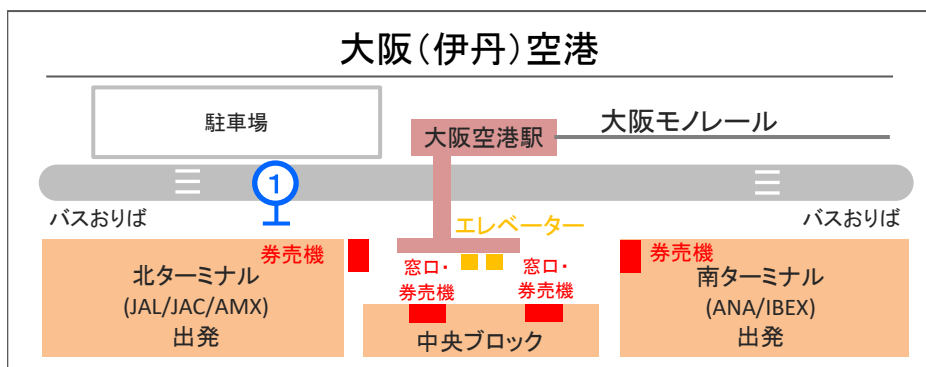 大阪(伊丹)空港
駐車場
大阪空港駅
大阪モノレール
1
バスおりば
バスおりば
エレベーター
券売機
窓口・
券売機
窓口・
券売機
券売機
北ターミナル
(JAL/JAC/AMX)
出発
中央ブロック
南ターミナル
(ANA/IBEX)
出発